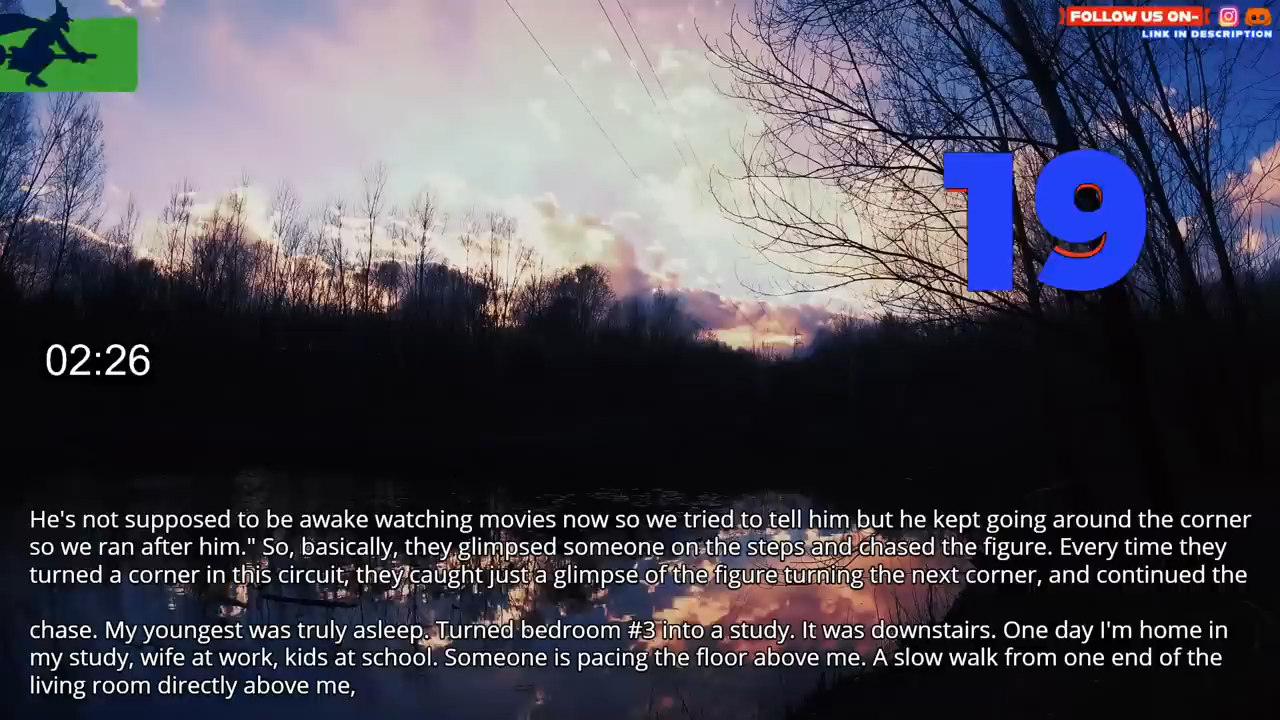 FOLLOW US ON-
LINK IN DESCRIPTION
19
02:26
He's not supposed to be awake watching movies now so we tried to tell him but he kept going around the corner
so we ran after him." So, basically, they glimpsed someone on the steps and chased the figure. Every time they
turned a corner in this circuit, they caught just a glimpse of the figure turning the next corner, and continued the
chase. My youngest was truly asleep. Turned bedroom #3 into a study. It was downstairs. One day I'm home in
my study, wife at work, kids at school. Someone is pacing the floor above me. A slow walk from one end of the
living room directly above me,